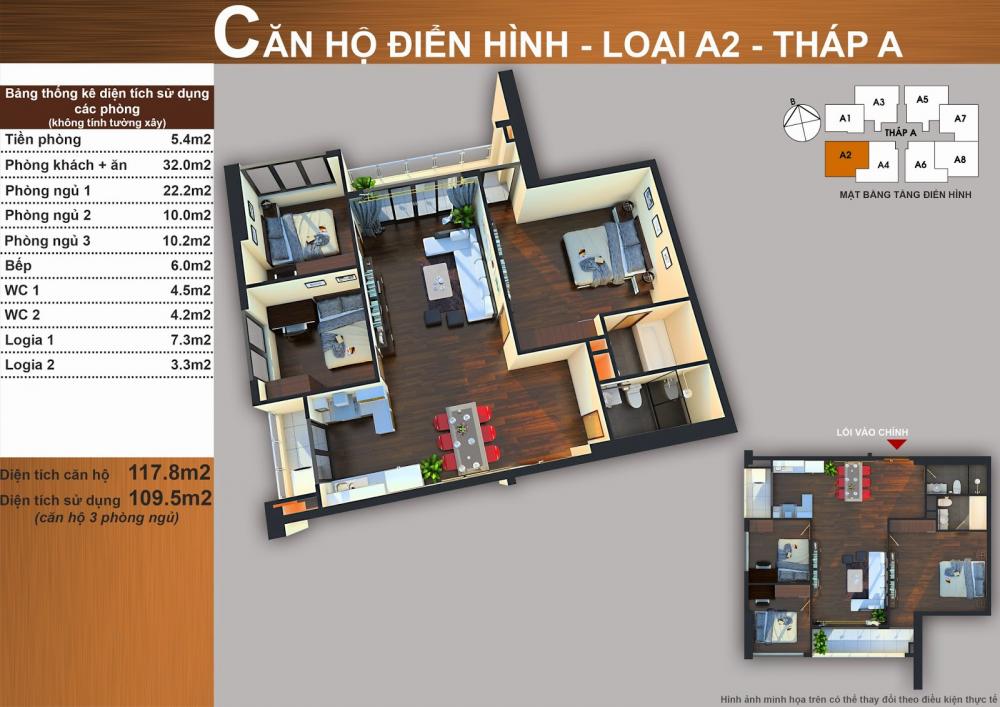 CĂN HỘ ĐIỂN HÌNH - LOẠI A2 - THÁP A
Bảng thống kê diện tích sử dụng
các phòng
(không tính tường xây)
Tiền phòng 5.4m2
Phòng khách + ăn 32.0m2
Phòng ngủ 1 22.2m2
Phòng ngủ 2 10.0m2
Phòng ngủ 3 10.2m2
Bếp 6.0m2
WC 1 4.5m2
WC 2 4.2m2
Logia 1 7.3m2
Logia 2 3.3m2
Diện tích căn hộ 117.8m2
Diện tích sử dụng 109.5m2
(căn hộ 3 phòng ngủ)
B
A1
A3
A5
A7
THÁP A
A2
A4
A6
A8
MẶT BẰNG TẦNG ĐIỂN HÌNH
LỐI VÀO CHÍNH
Hình ảnh minh họa trên có thể thay đổi theo điều kiện thực tế